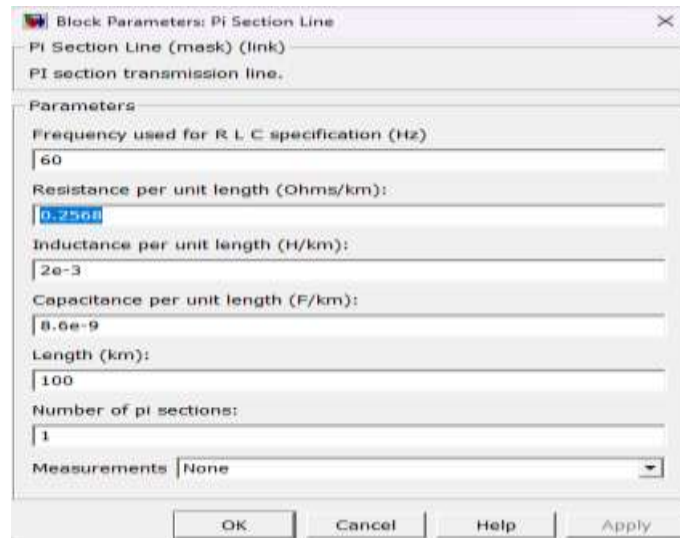 Block Parameters: Pi Section Line
Pi Section Line (mask) (link)
PI section transmission line.
Parameters
Frequency used for R L C specification (Hz)
60
Resistance per unit length (Ohms/km):
0.2568
Inductance per unit length (H/km):
2e-3
Capacitance per unit length (F/km):
8.6e-9
Length (km):
100
Number of pi sections:
1
Measurements None
OK Cancel Help Apply